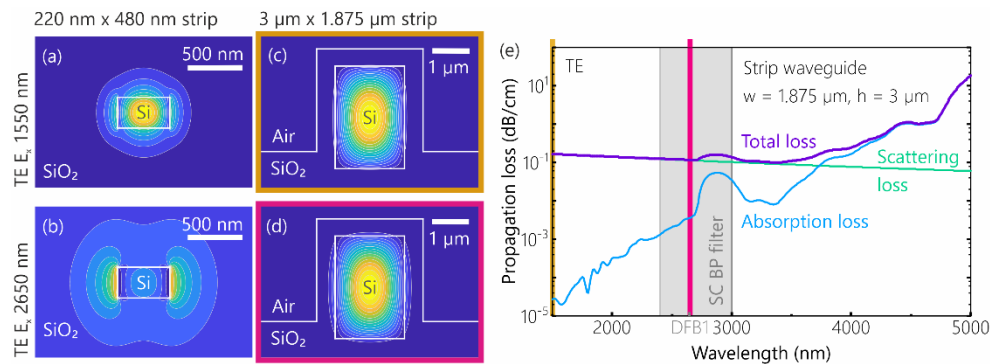 220 nm x 480 nm strip
3 µm x 1.875 µm strip
TE Eₓ 1550 nm
(a)
500 nm
Si
SiO₂
(c)
1 µm
Si
Air
SiO₂
TE Eₓ 2650 nm
(b)
500 nm
Si
SiO₂
(d)
1 µm
Si
Air
SiO₂
(e)
Propagation loss (dB/cm)
10¹
10⁻¹
10⁻³
10⁻⁵
TE
Strip waveguide
w = 1.875 µm, h = 3 µm
Total loss
Scattering
loss
Absorption loss
SC BP filter
DFB1
2000
3000
4000
5000
Wavelength (nm)